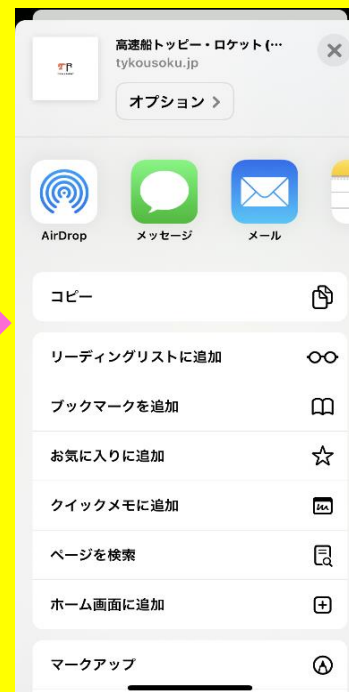 高速船トッピー・ロケット (…
tykousoku.jp
オプション >
AirDrop
メッセージ
メール
コピー
リーディングリストに追加
ブックマークを追加
お気に入りに追加
クイックメモに追加
ページを検索
ホーム画面に追加
マークアップ